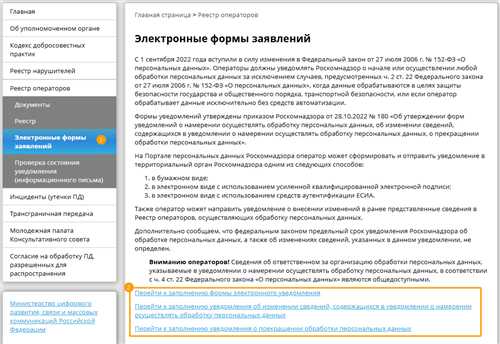 Главная
Об уполномоченном органе
Кодекс добросовестных
практик
Реестр нарушителей
Реестр операторов
Документы
Реестр
Электронные формы
заявлений
1
Проверка состояния
уведомления
(информационного письма)
Инциденты (утечки ПД)
Трансграничная передача
Молодежная палата
Консультативного совета
Согласие на обработку ПД,
разрешенных для
распространения
Министерство цифрового
развития, связи и массовых
коммуникаций Российской
Федерации
Главная страница > Реестр операторов
Электронные формы заявлений
С 1 сентября 2022 года вступили в силу изменения в Федеральный закон от 27 июля 2006 г. № 152-ФЗ «О
персональных данных». Операторы должны уведомлять Роскомнадзор о начале или осуществлении любой
обработки персональных данных за исключением случаев, предусмотренных ч. 2 ст. 22 Федерального закона
от 27 июля 2006 г. № 152-ФЗ «О персональных данных», когда данные обрабатываются в целях защиты
безопасности государства и общественного порядка, транспортной безопасности, или если оператор
обрабатывает данные исключительно без средств автоматизации.
Формы уведомлений утверждены приказом Роскомнадзора от 28.10.2022 № 180 «Об утверждении форм
уведомлений о намерении осуществлять обработку персональных данных, об изменении сведений,
содержащихся в уведомлении о намерении осуществлять обработку персональных данных, о прекращении
обработки персональных данных».
На Портале персональных данных Роскомнадзора оператор может сформировать и отправить уведомление в
территориальный орган Роскомнадзора одним из следующих способов:
1. в бумажном виде;
2. в электронном виде с использованием усиленной квалифицированной электронной подписи;
3. в электронном виде с использованием средств аутентификации ЕСИА.
Также оператор может направить уведомление о внесении изменений в ранее представленные сведения в
Реестр операторов, осуществляющих обработку персональных данных.
Дополнительно сообщаем, что федеральным законом предельный срок уведомления Роскомнадзора об
обработке персональных данных, а также об изменениях сведений, указанных в данном уведомлении, не
определен.
Вниманию операторов! Сведения об ответственном за организацию обработки персональных данных,
указываемые в уведомлении о намерении осуществлять обработку персональных данных, в соответствии
с ч. 4 ст. 22 Федерального закона «О персональных данных» являются общедоступными.
2
Перейти к заполнению формы электронного уведомления
Перейти к заполнению уведомления об изменении сведений, содержащихся в уведомлении о намерении
осуществлять обработку персональных данных
Перейти к заполнению уведомления о прекращении обработки персональных данных